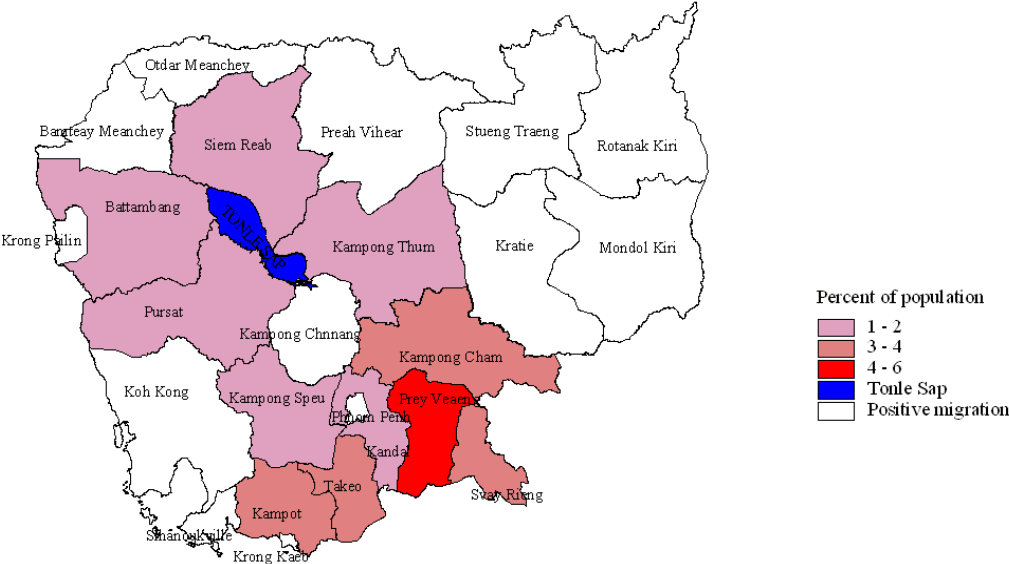 Otdar Meanchey
Banteay Meanchey
Siem Reab
Preah Vihear
Stueng Traeng
Rotanak Kiri
Battambang
TONLE SAP
Krong Pailin
Kampong Thum
Kratie
Mondol Kiri
Pursat
Kampong Chnnang
Kampong Cham
Koh Kong
Kampong Speu
Prey Veaeng
Phnom Penh
Kandal
Takeo
Svay Rieng
Kampot
Sihanoukville
Krong Kaeb
Percent of population
1 - 2
3 - 4
4 - 6
Tonle Sap
Positive migration